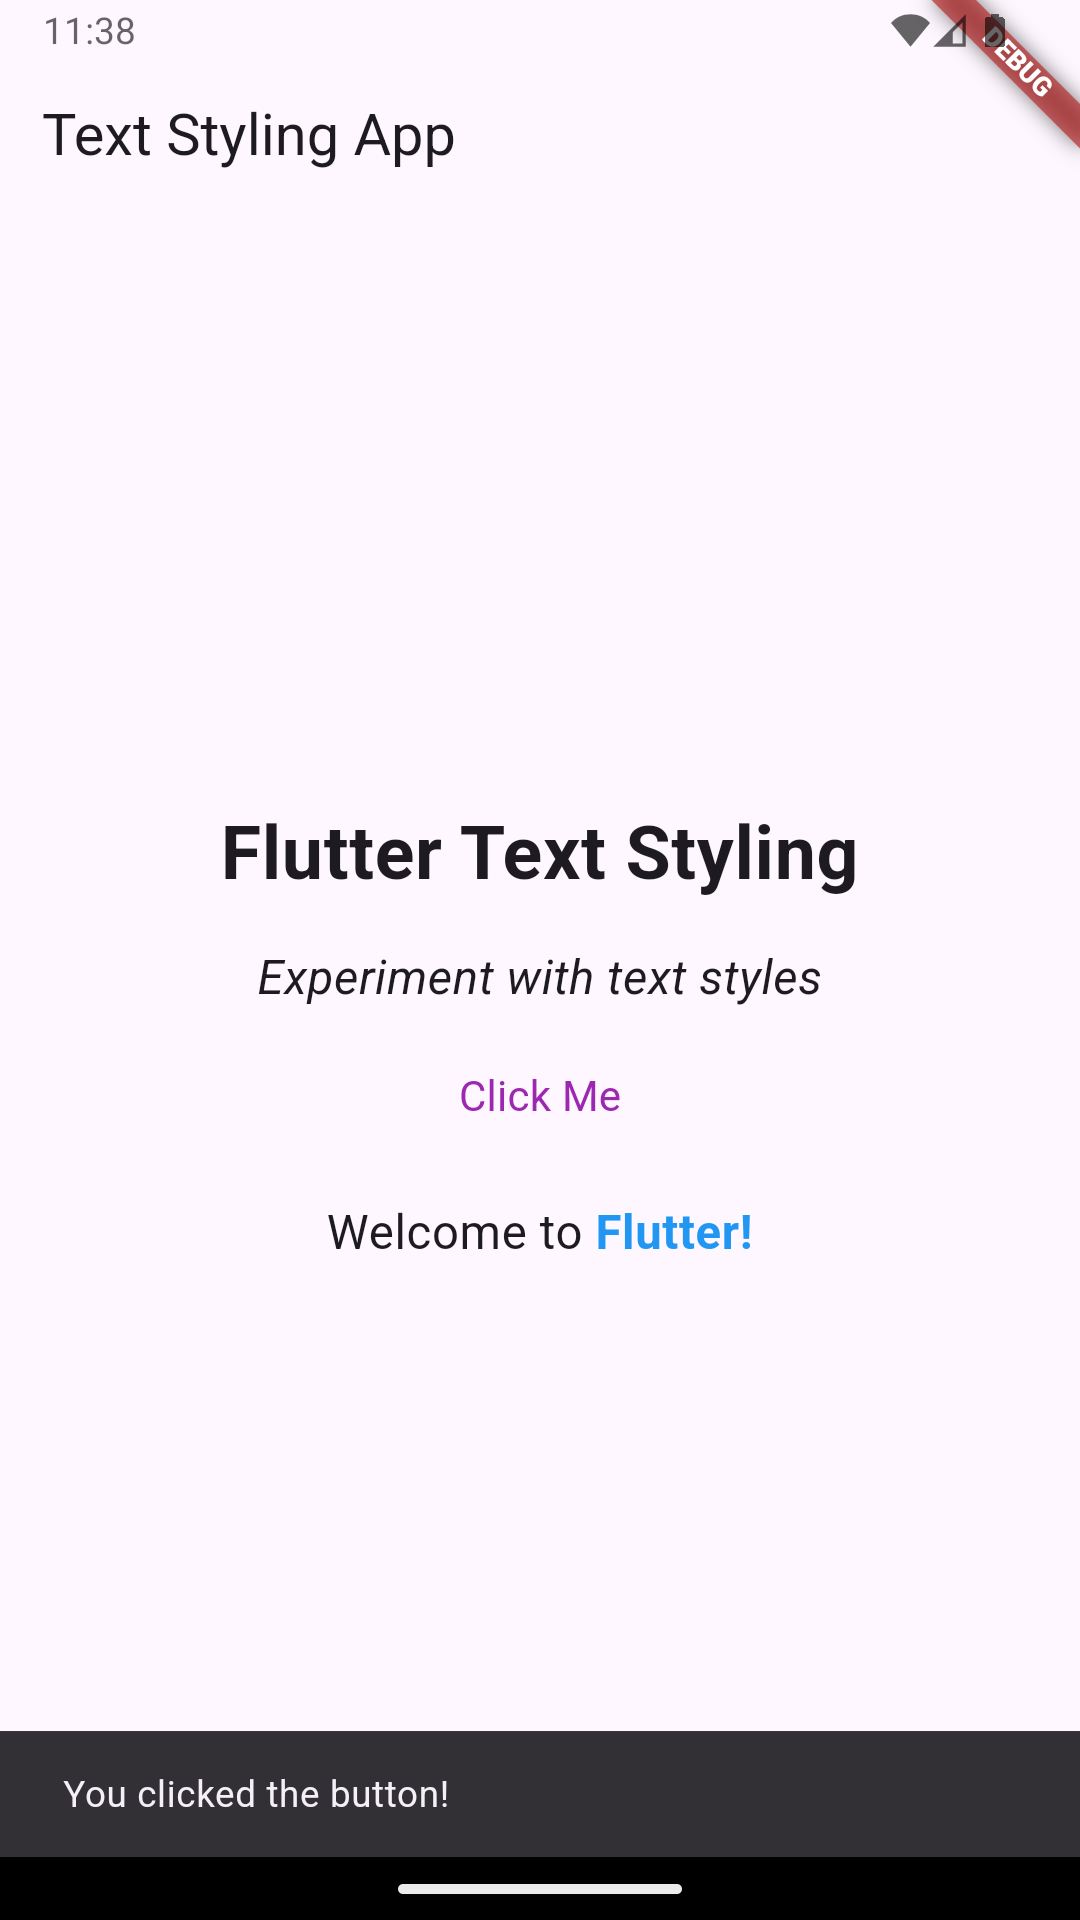 11:38
DEBUG
Text Styling App
Flutter Text Styling
Experiment with text styles
Click Me
Welcome to Flutter!
You clicked the button!